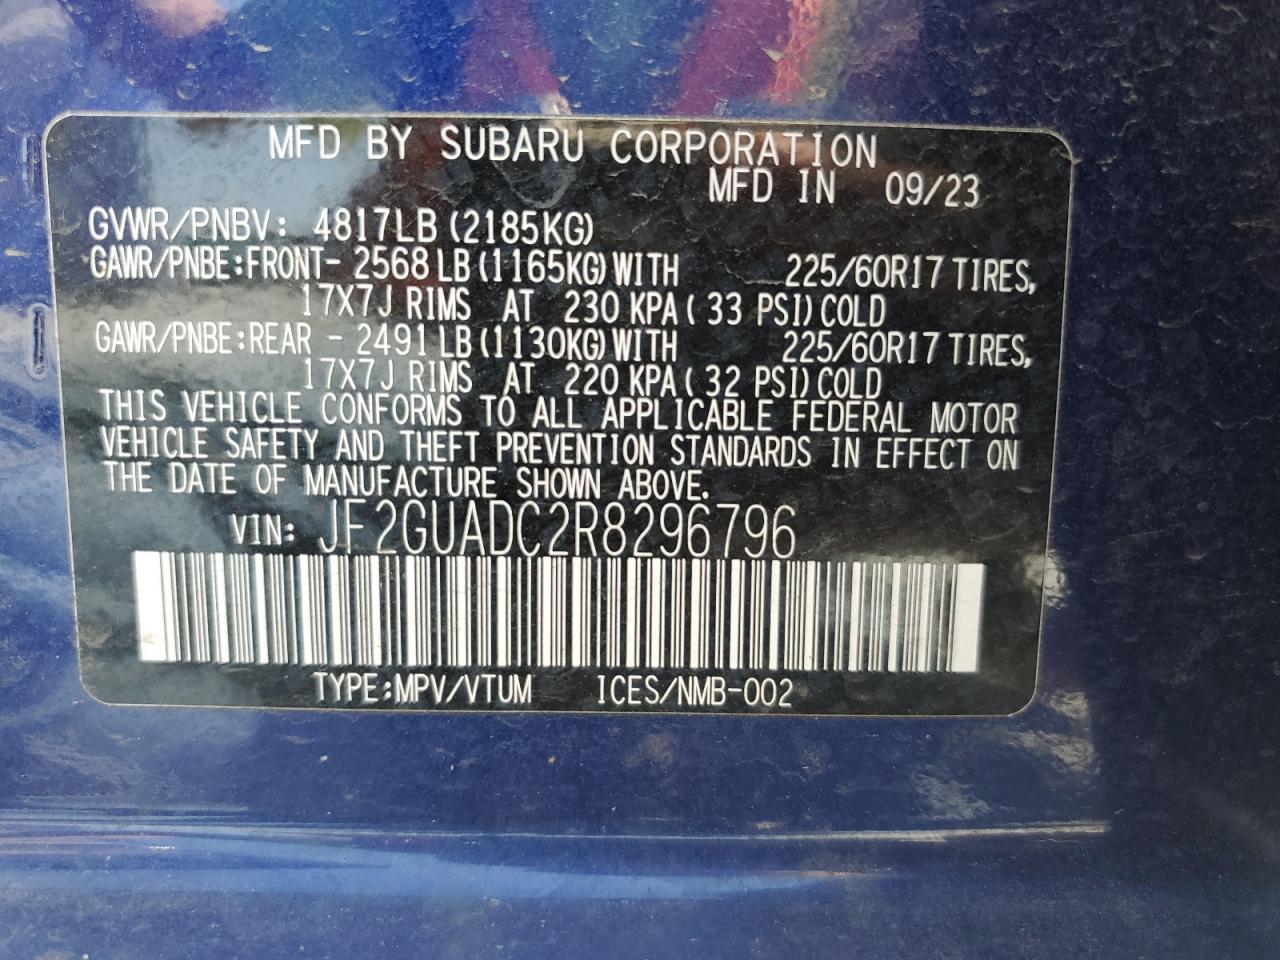 MFD BY SUBARU CORPORATION
MFD IN 09/23
GVWR/PNBV: 4817LB (2185KG)
GAWR/PNBE:FRONT- 2568 LB (1165KG) WITH 225/60R17 TIRES,
17X7J RIMS AT 230 KPA ( 33 PSI) COLD
GAWR/PNBE:REAR - 2491 LB (1130KG) WITH 225/60R17 TIRES,
17X7J RIMS AT 220 KPA ( 32 PSI) COLD
THIS VEHICLE CONFORMS TO ALL APPLICABLE FEDERAL MOTOR
VEHICLE SAFETY AND THEFT PREVENTION STANDARDS IN EFFECT ON
THE DATE OF MANUFACTURE SHOWN ABOVE.
VIN: JF2GUADC2R8296796
TYPE:MPV/VTUM ICES/NMB-002